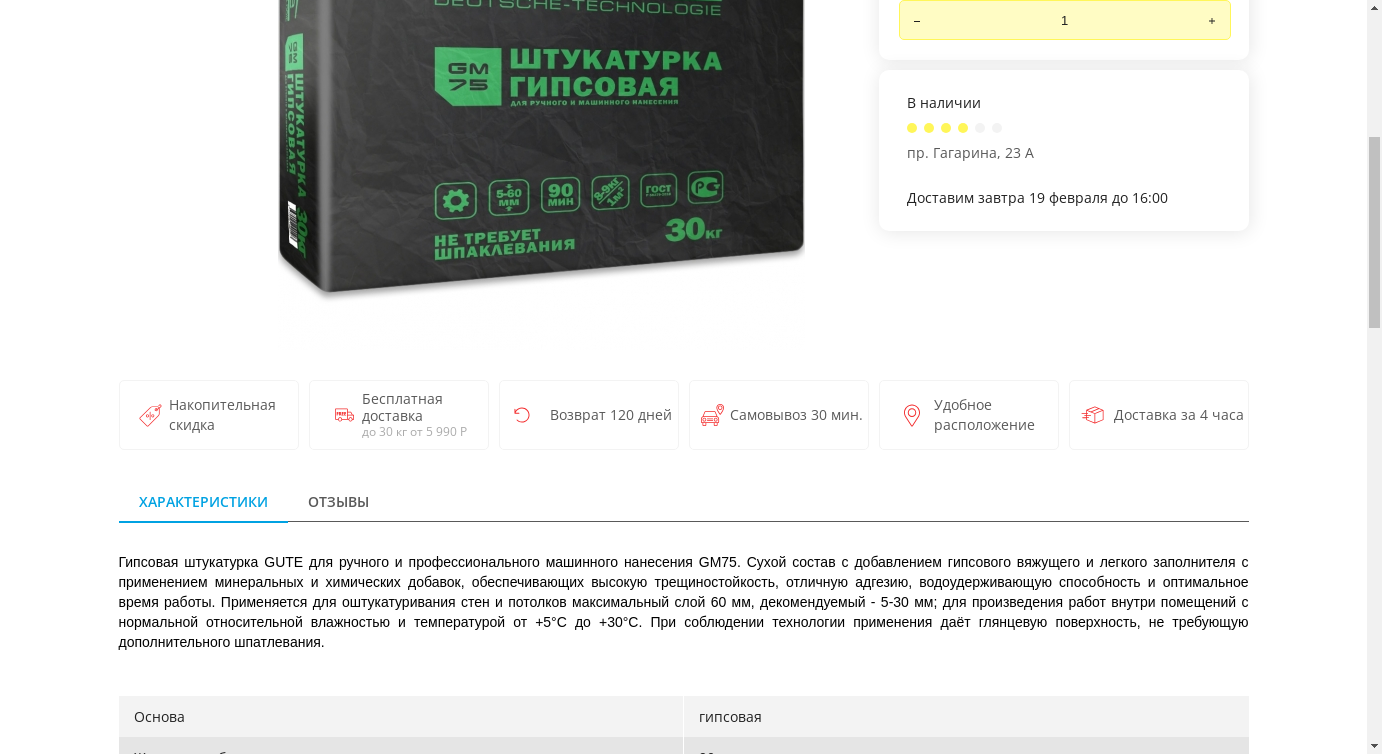 DEUTSCHE-TECHNOLOGIE
GM
75
ШТУКАТУРКА
ГИПСОВАЯ
ДЛЯ РУЧНОГО И МАШИННОГО НАНЕСЕНИЯ
ШТУКАТУРКА
ГИПСОВАЯ
30кг
5-60
ММ
90
МИН
8-9кг
1м²
ГОСТ
РС
НЕ ТРЕБУЕТ
ШПАКЛЕВАНИЯ
30кг
– 1 +
В наличии
пр. Гагарина, 23 А
Доставим завтра 19 февраля до 16:00
Накопительная
скидка
FREE
Бесплатная
доставка
до 30 кг от 5 990 Р
Возврат 120 дней
Самовывоз 30 мин.
Удобное
расположение
Доставка за 4 часа
ХАРАКТЕРИСТИКИ ОТЗЫВЫ
Гипсовая штукатурка GUTE для ручного и профессионального машинного нанесения GM75. Сухой состав с добавлением гипсового вяжущего и легкого заполнителя с
применением минеральных и химических добавок, обеспечивающих высокую трещиностойкость, отличную адгезию, водоудерживающую способность и оптимальное
время работы. Применяется для оштукатуривания стен и потолков максимальный слой 60 мм, декомендуемый - 5-30 мм; для произведения работ внутри помещений с
нормальной относительной влажностью и температурой от +5°С до +30°С. При соблюдении технологии применения даёт глянцевую поверхность, не требующую
дополнительного шпатлевания.
Основа гипсовая